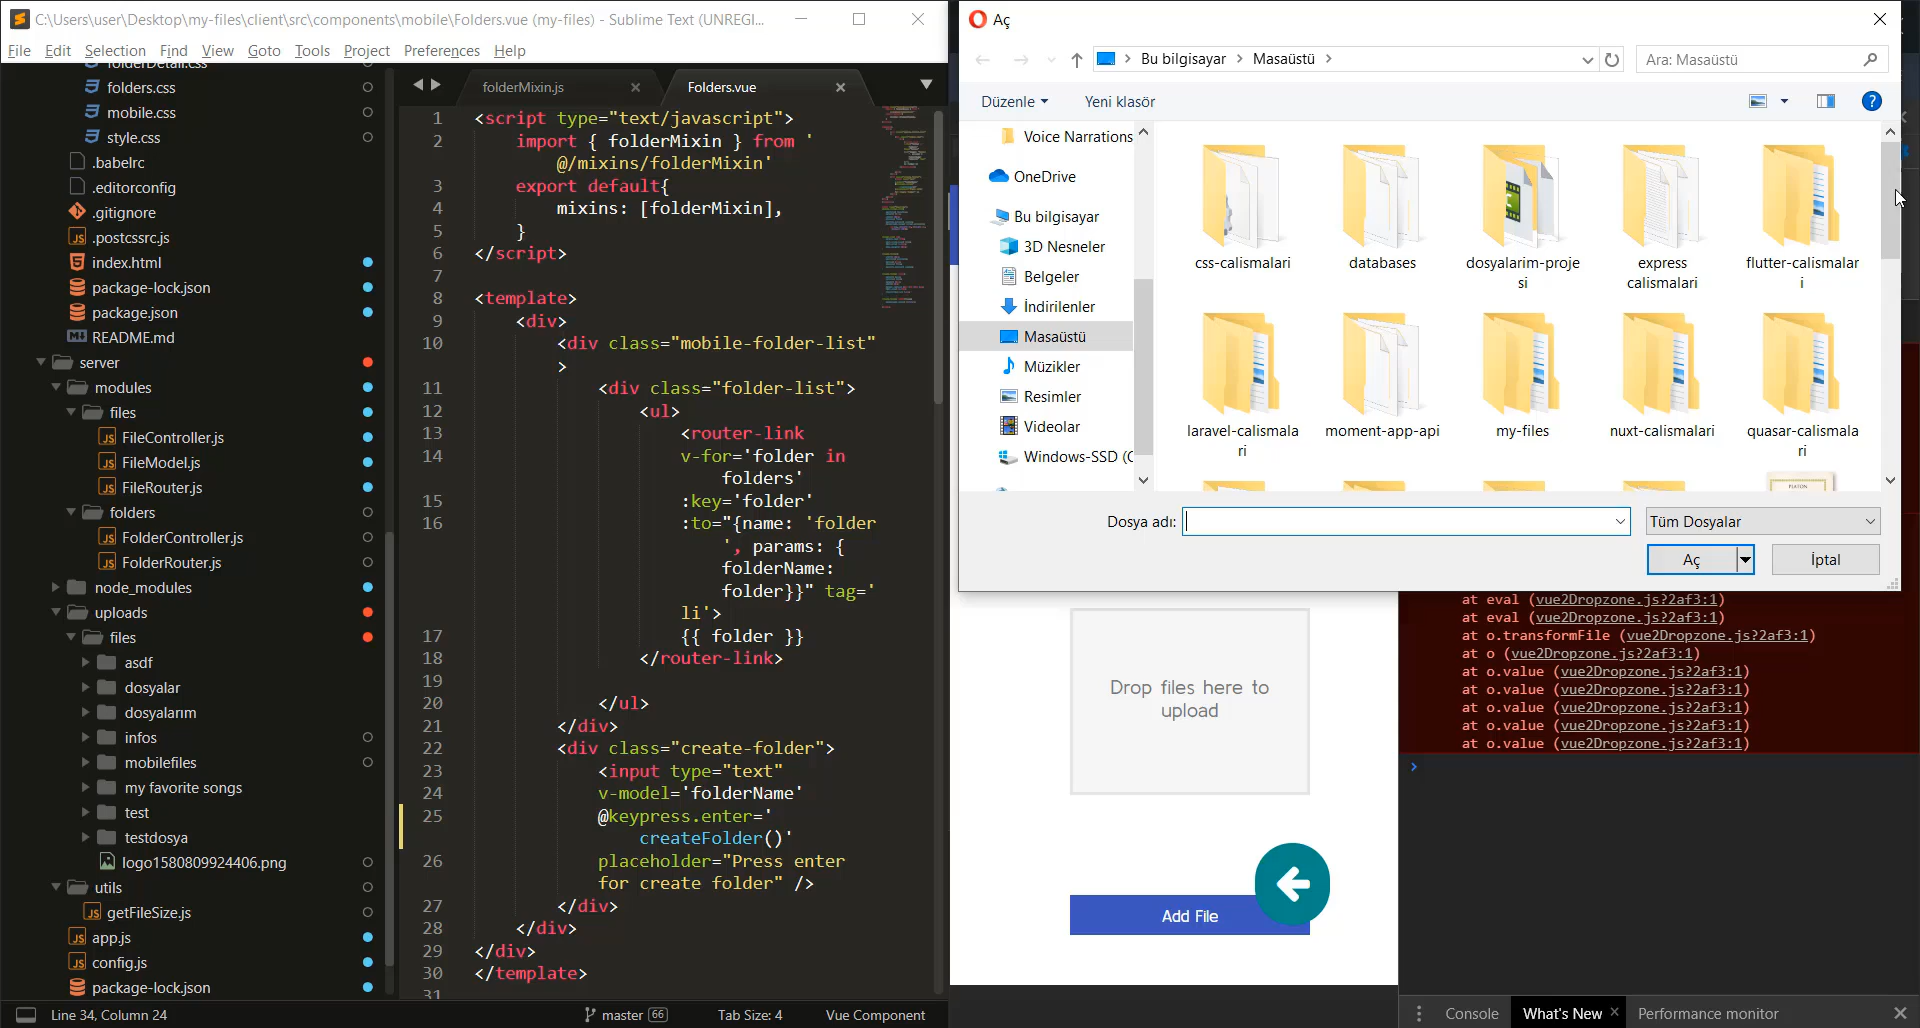 C:\Users\user\Desktop\my-files\client\src\components\mobile\Folders.vue (my-files) - Sublime Text (UNREGI...
File Edit Selection Find View Goto Tools Project Preferences Help
folderDetail.css
folders.css
mobile.css
style.css
.babelrc
.editorconfig
.gitignore
.postcssrc.js
index.html
package-lock.json
package.json
README.md
server
modules
files
FileController.js
FileModel.js
FileRouter.js
folders
FolderController.js
FolderRouter.js
node_modules
uploads
files
asdf
dosyalar
dosyalarım
infos
mobilefiles
my favorite songs
test
testdosya
logo1580809924406.png
utils
getFileSize.js
app.js
config.js
package-lock.json
folderMixin.js
Folders.vue
1 <script type="text/javascript">
2 import { folderMixin } from '
@/mixins/folderMixin'
3 export default{
4 mixins: [folderMixin],
5 }
6 </script>
7
8 <template>
9 <div>
10 <div class="mobile-folder-list"
>
11 <div class="folder-list">
12 <ul>
13 <router-link
14 v-for='folder in
folders'
15 :key='folder'
16 :to="{name: 'folder
', params: {
folderName:
folder}}" tag='
li'>
17 {{ folder }}
18 </router-link>
19
20 </ul>
21 </div>
22 <div class="create-folder">
23 <input type="text"
24 v-model='folderName'
25 @keypress.enter='
createFolder()'
26 placeholder="Press enter
for create folder" />
27 </div>
28 </div>
29 </div>
30 </template>
31
Line 34, Column 24
master 66
Tab Size: 4
Vue Component
Aç
Bu bilgisayar > Masaüstü >
Ara: Masaüstü
Düzenle
Yeni klasör
Voice Narrations
OneDrive
Bu bilgisayar
3D Nesneler
Belgeler
İndirilenler
Masaüstü
Müzikler
Resimler
Videolar
Windows-SSD (C
css-calismalari
databases
dosyalarim-proje
si
express
calismalari
flutter-calismalar
i
laravel-calismala
ri
moment-app-api
my-files
nuxt-calismalari
quasar-calismala
ri
PLATON
Dosya adı:
Tüm Dosyalar
Aç
İptal
Drop files here to
upload
Add File
at eval (vue2Dropzone.js?2af3:1)
at eval (vue2Dropzone.js?2af3:1)
at o.transformFile (vue2Dropzone.js?2af3:1)
at o (vue2Dropzone.js?2af3:1)
at o.value (vue2Dropzone.js?2af3:1)
at o.value (vue2Dropzone.js?2af3:1)
at o.value (vue2Dropzone.js?2af3:1)
at o.value (vue2Dropzone.js?2af3:1)
at o.value (vue2Dropzone.js?2af3:1)
Console
What's New
Performance monitor